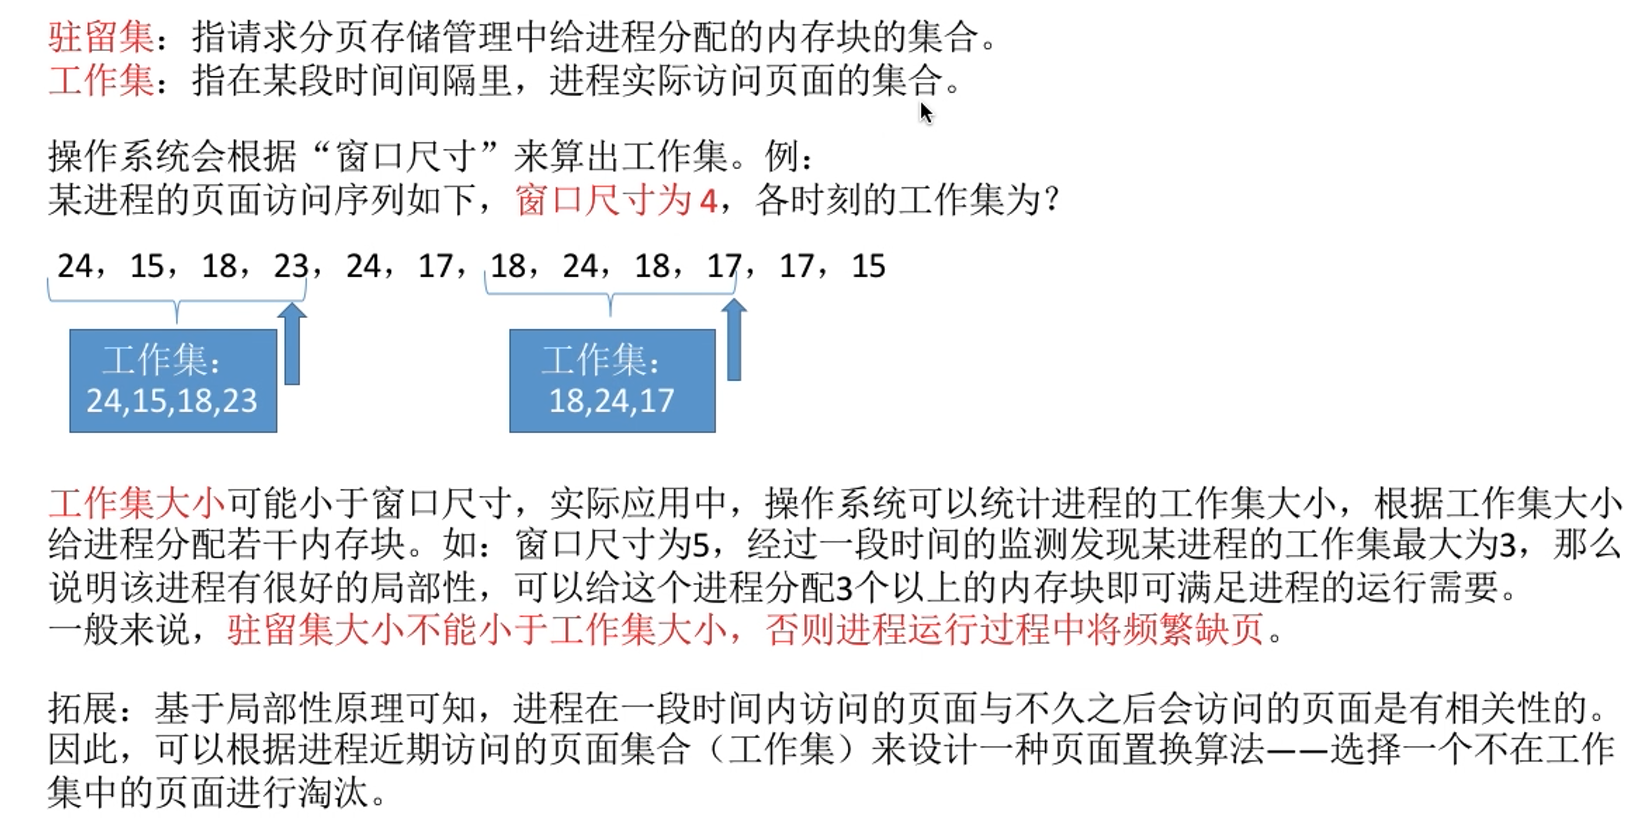 驻留集：指请求分页存储管理中给进程分配的内存块的集合。
工作集：指在某段时间间隔里，进程实际访问页面的集合。
操作系统会根据“窗口尺寸”来算出工作集。例：
某进程的页面访问序列如下，窗口尺寸为 4，各时刻的工作集为？
24，15，18，23，24，17，18，24，18，17，17，15
工作集：
24,15,18,23
工作集：
18,24,17
工作集大小可能小于窗口尺寸，实际应用中，操作系统可以统计进程的工作集大小，根据工作集大小
给进程分配若干内存块。如：窗口尺寸为5，经过一段时间的监测发现某进程的工作集最大为3，那么
说明该进程有很好的局部性，可以给这个进程分配3个以上的内存块即可满足进程的运行需要。
一般来说，驻留集大小不能小于工作集大小，否则进程运行过程中将频繁缺页。
拓展：基于局部性原理可知，进程在一段时间内访问的页面与不久之后会访问的页面是有相关性的。
因此，可以根据进程近期访问的页面集合（工作集）来设计一种页面置换算法——选择一个不在工作
集中的页面进行淘汰。